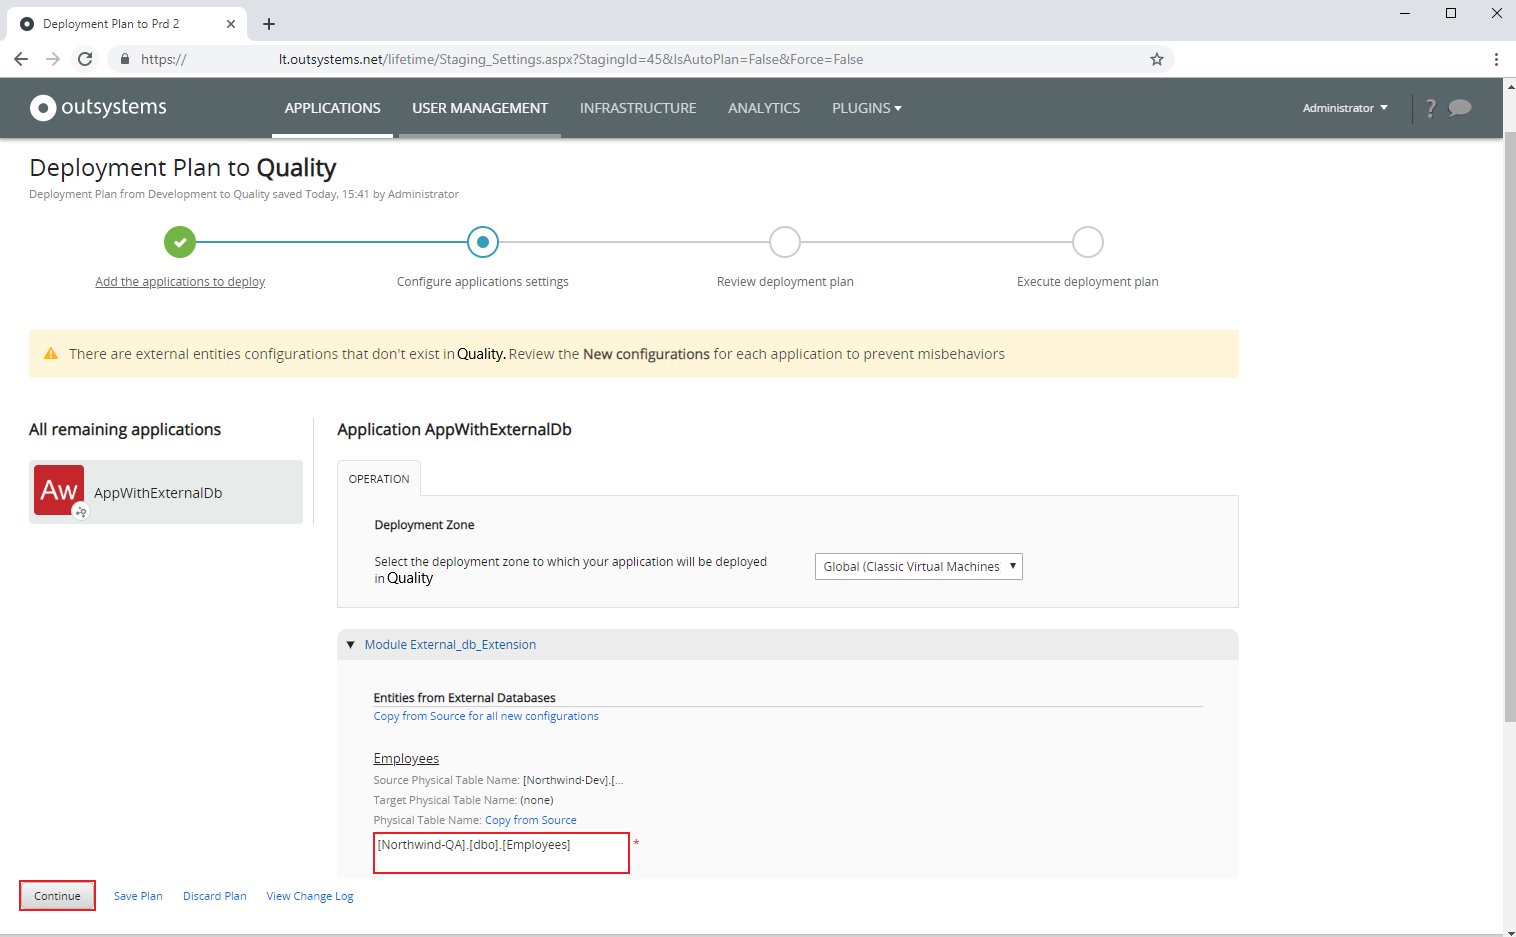 Deployment Plan to Prd 2
https:// lt.outsystems.net/lifetime/Staging_Settings.aspx?StagingId=45&IsAutoPlan=False&Force=False
outsystems APPLICATIONS USER MANAGEMENT INFRASTRUCTURE ANALYTICS PLUGINS Administrator ?
Deployment Plan to Quality
Deployment Plan from Development to Quality saved Today, 15:41 by Administrator
Add the applications to deploy Configure applications settings Review deployment plan Execute deployment plan
There are external entities configurations that don't exist in Quality. Review the New configurations for each application to prevent misbehaviors
All remaining applications
Aw AppWithExternalDb
Application AppWithExternalDb
OPERATION
Deployment Zone
Select the deployment zone to which your application will be deployed
in Quality
Global (Classic Virtual Machines
Module External_db_Extension
Entities from External Databases
Copy from Source for all new configurations
Employees
Source Physical Table Name: [Northwind-Dev].[...
Target Physical Table Name: (none)
Physical Table Name: Copy from Source
[Northwind-QA].[dbo].[Employees] *
Continue Save Plan Discard Plan View Change Log